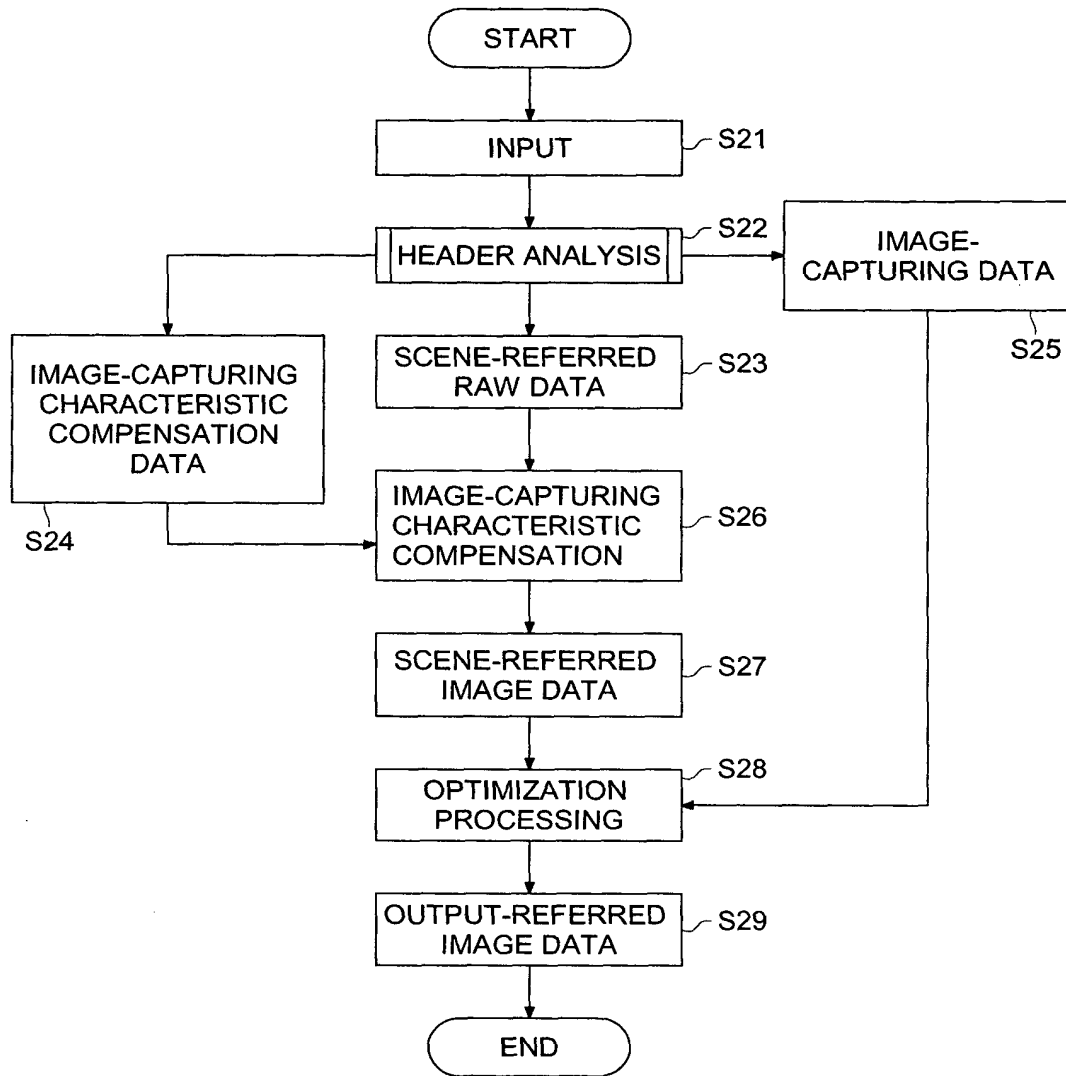 START
INPUT
S21
HEADER ANALYSIS
S22
IMAGE-
CAPTURING DATA
S25
SCENE-REFERRED
RAW DATA
S23
IMAGE-CAPTURING
CHARACTERISTIC
COMPENSATION
DATA
S24
IMAGE-CAPTURING
CHARACTERISTIC
COMPENSATION
S26
SCENE-REFERRED
IMAGE DATA
S27
OPTIMIZATION
PROCESSING
S28
OUTPUT-REFERRED
IMAGE DATA
S29
END